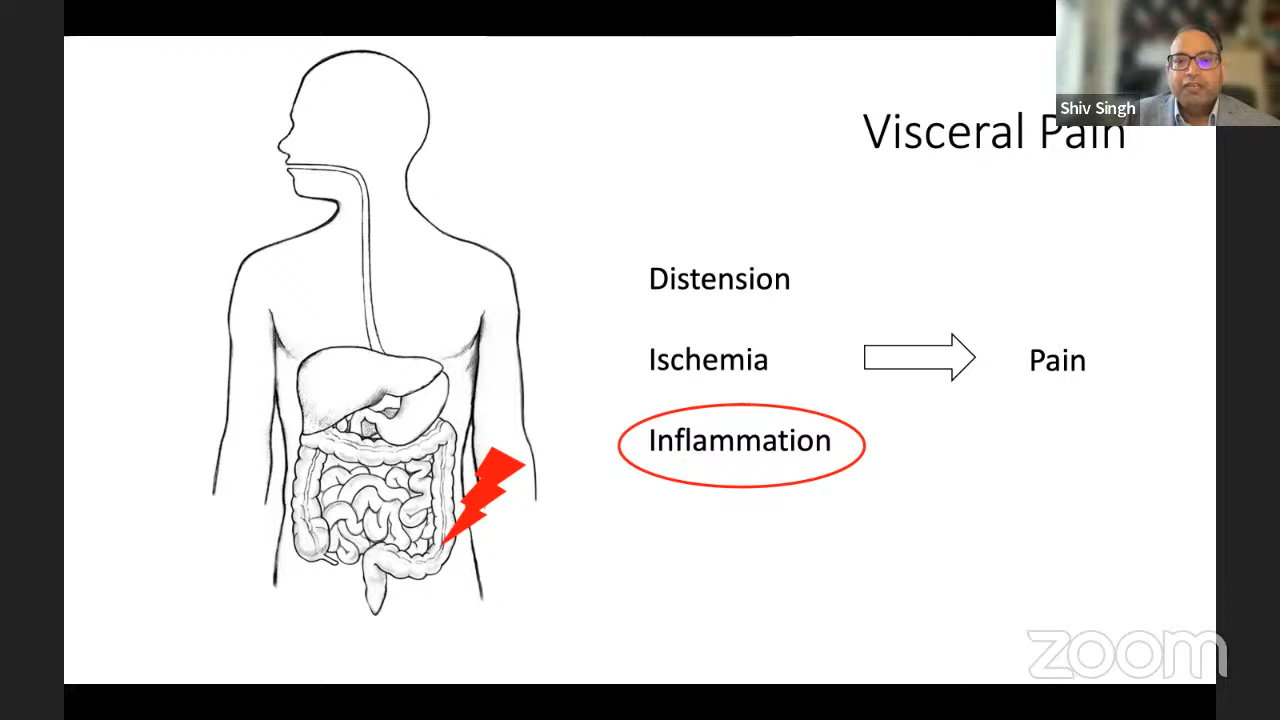 Shiv Singh
Visceral Pain
Distension
Ischemia
Pain
Inflammation
zoom